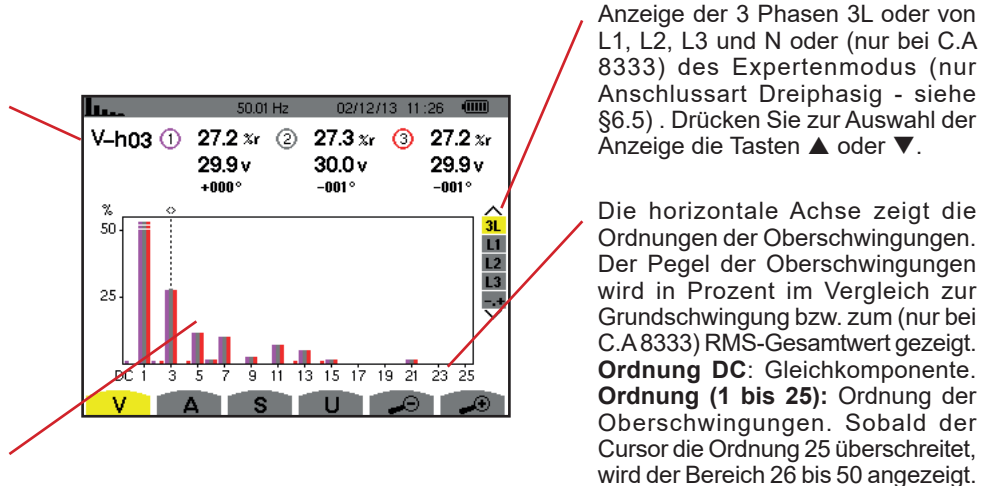 50.01 Hz 02/12/13 11:26
V–h03 1 27.2 %r 2 27.3 %r 3 27.2 %r
29.9 v 30.0 v 29.9 v
+000° −001° −001°
%
50
25
DC 1 3 5 7 9 11 13 15 17 19 21 23 25
3L
L1
L2
L3
−.+
V A S U
Anzeige der 3 Phasen 3L oder von
L1, L2, L3 und N oder (nur bei C.A
8333) des Expertenmodus (nur
Anschlussart Dreiphasig - siehe
§6.5) . Drücken Sie zur Auswahl der
Anzeige die Tasten ▲ oder ▼.
Die horizontale Achse zeigt die
Ordnungen der Oberschwingungen.
Der Pegel der Oberschwingungen
wird in Prozent im Vergleich zur
Grundschwingung bzw. zum (nur bei
C.A 8333) RMS-Gesamtwert gezeigt.
Ordnung DC: Gleichkomponente.
Ordnung (1 bis 25): Ordnung der
Oberschwingungen. Sobald der
Cursor die Ordnung 25 überschreitet,
wird der Bereich 26 bis 50 angezeigt.